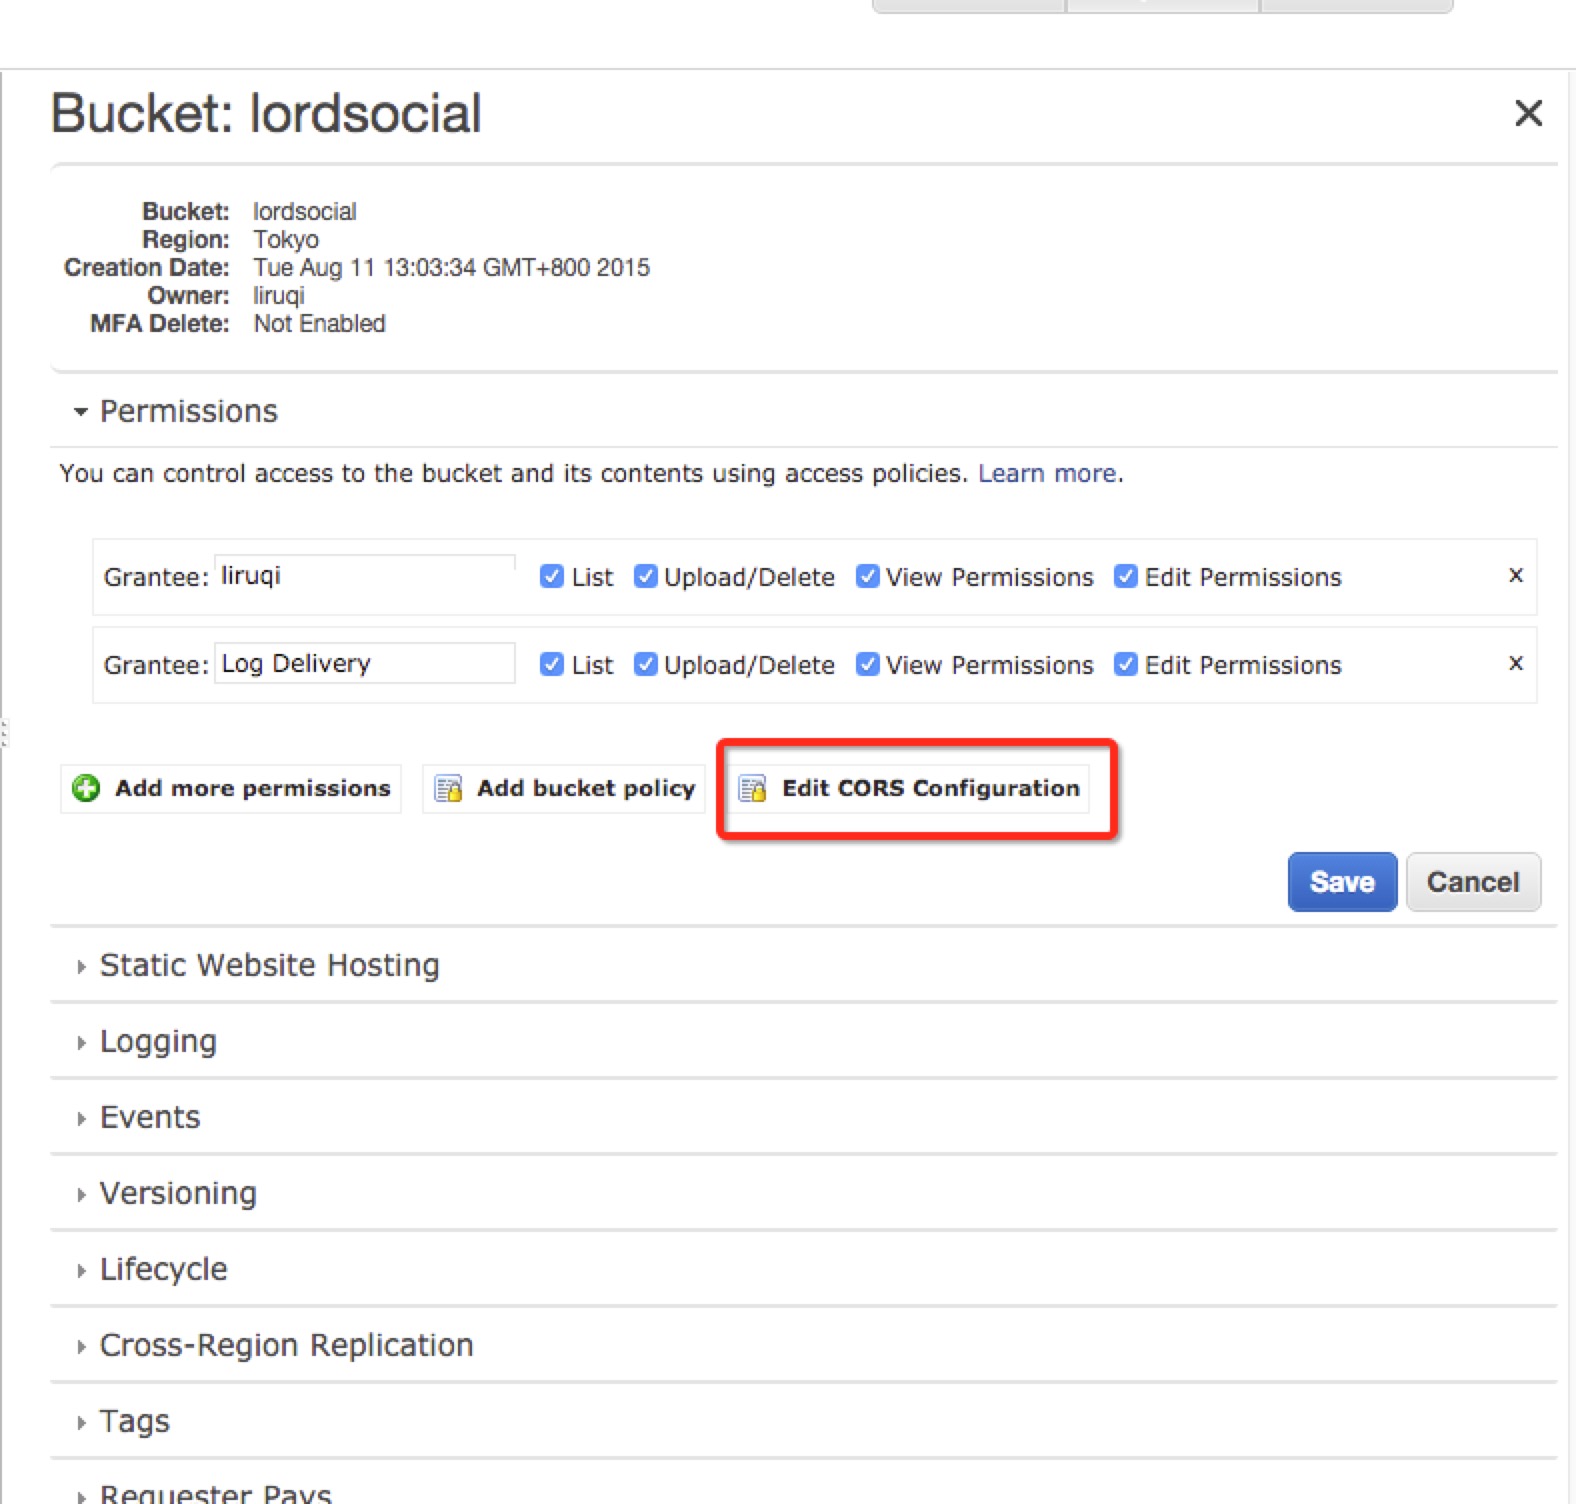 Bucket: lordsocial
Bucket: lordsocial
Region: Tokyo
Creation Date: Tue Aug 11 13:03:34 GMT+800 2015
Owner: liruqi
MFA Delete: Not Enabled
Permissions
You can control access to the bucket and its contents using access policies. Learn more.
Grantee: liruqi List Upload/Delete View Permissions Edit Permissions x
Grantee: Log Delivery List Upload/Delete View Permissions Edit Permissions x
Add more permissions Add bucket policy Edit CORS Configuration
Save Cancel
Static Website Hosting
Logging
Events
Versioning
Lifecycle
Cross-Region Replication
Tags
Requester Pays